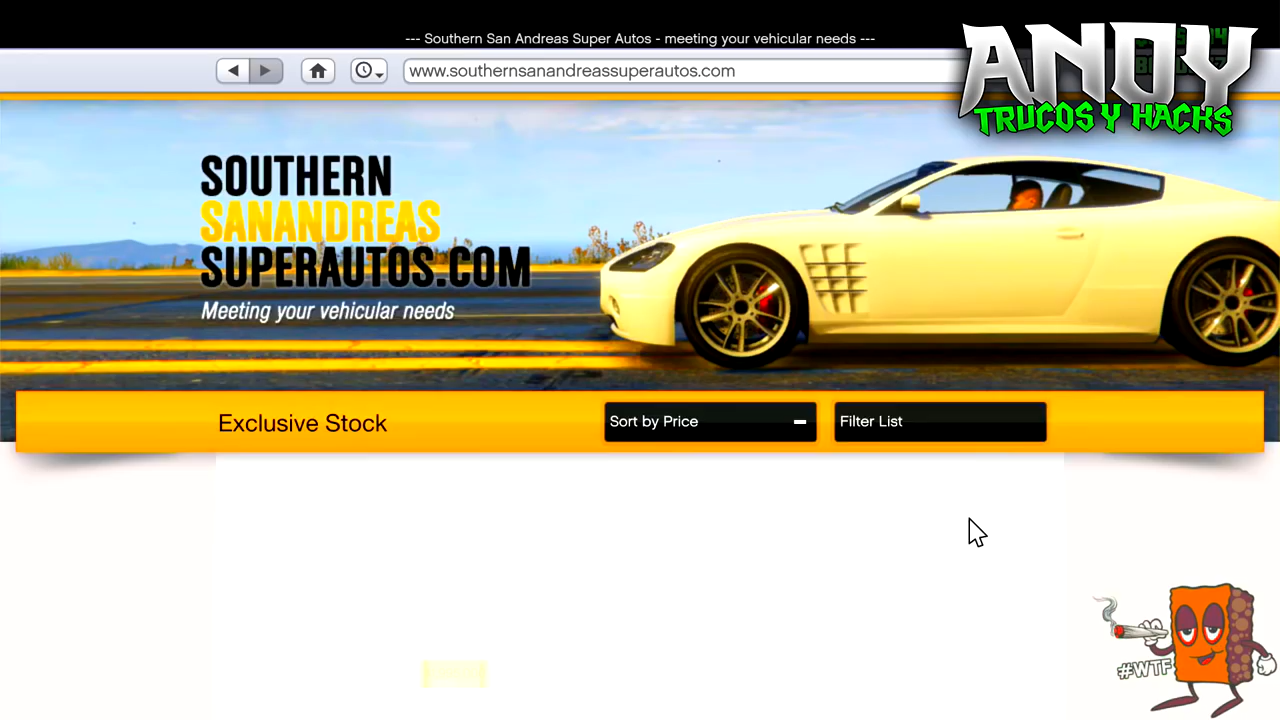 --- Southern San Andreas Super Autos - meeting your vehicular needs ---
www.southernsanandreassuperautos.com
ANDY
TRUCOS Y HACKS
SOUTHERN
SANANDREAS
SUPERAUTOS.COM
Meeting your vehicular needs
Exclusive Stock
Sort by Price
Filter List
#WTF